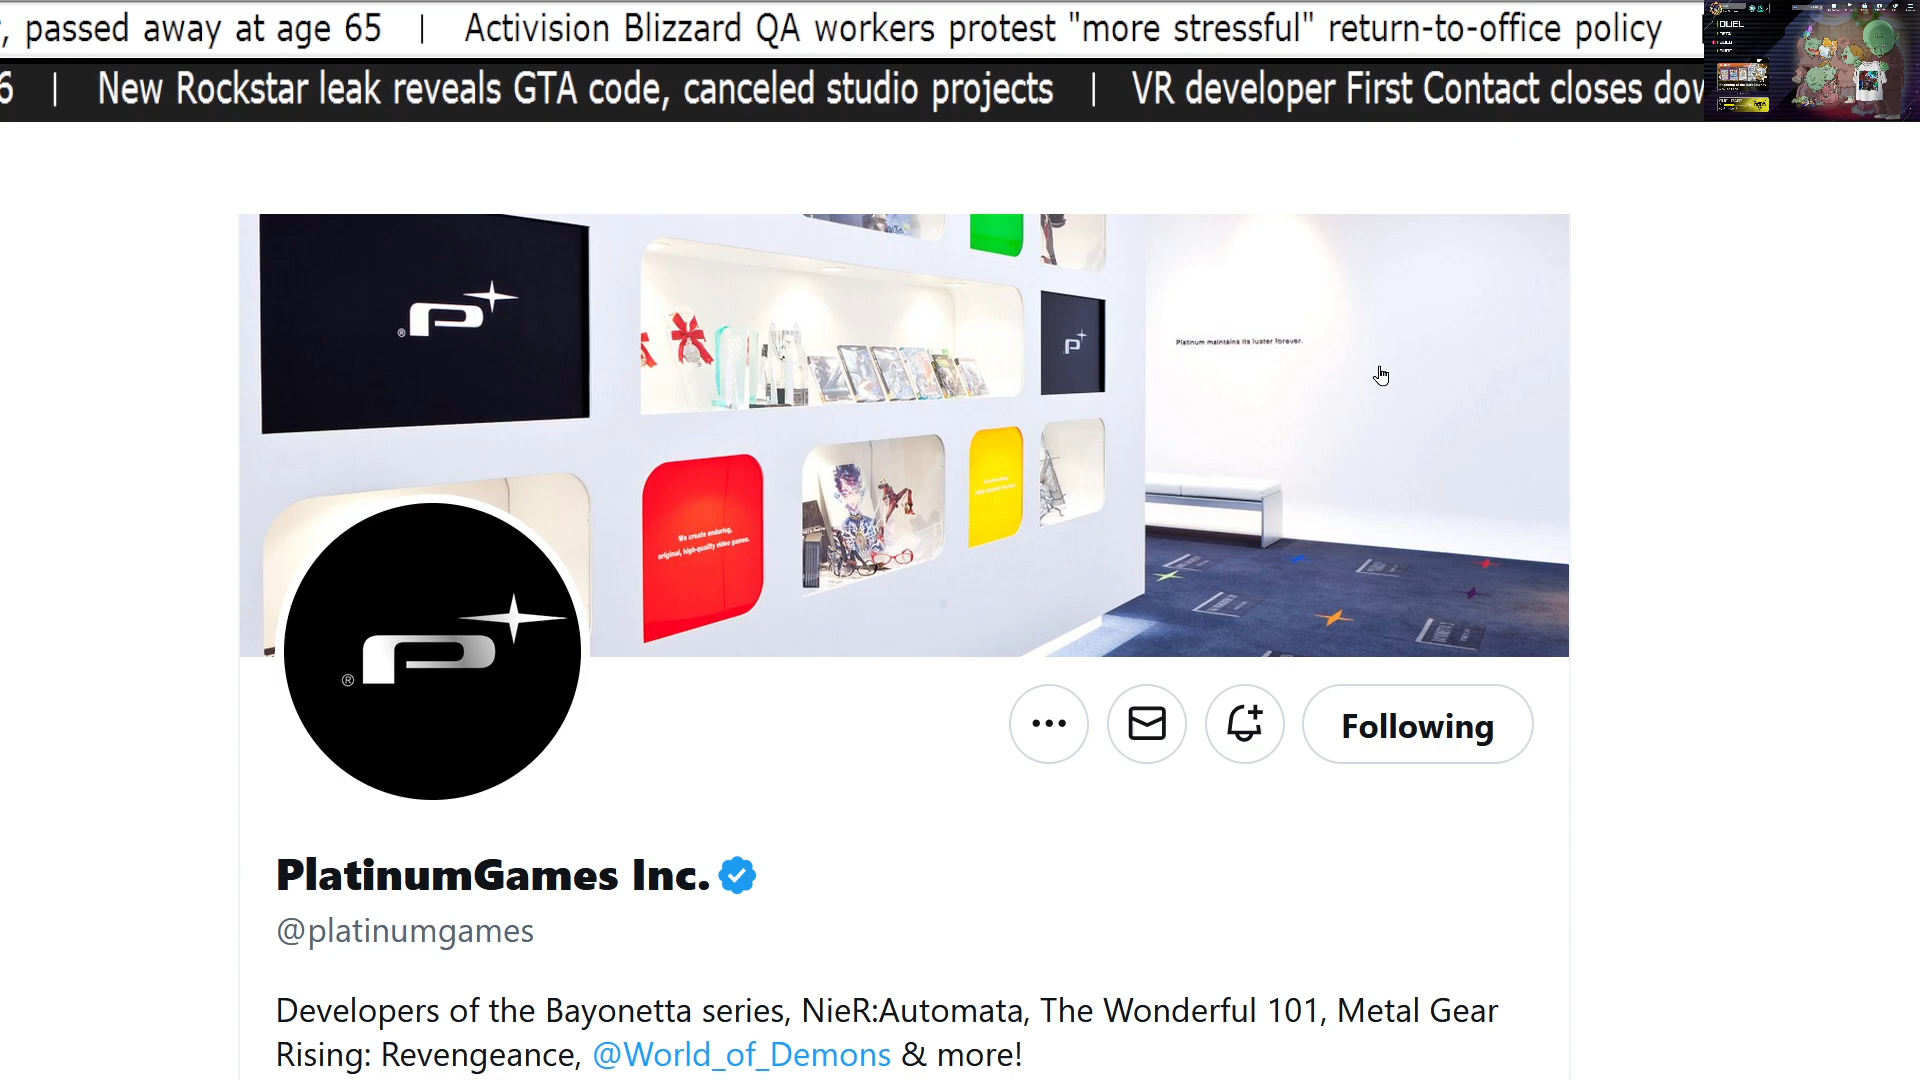 , passed away at age 65 | Activision Blizzard QA workers protest "more stressful" return-to-office policy
6 | New Rockstar leak reveals GTA code, canceled studio projects | VR developer First Contact closes dow
DUEL
P
®
P
Platinum maintains its luster forever.
We create enduring,
original, high-quality video games.
P
®
Following
PlatinumGames Inc.
@platinumgames
Developers of the Bayonetta series, NieR:Automata, The Wonderful 101, Metal Gear
Rising: Revengeance, @World_of_Demons & more!